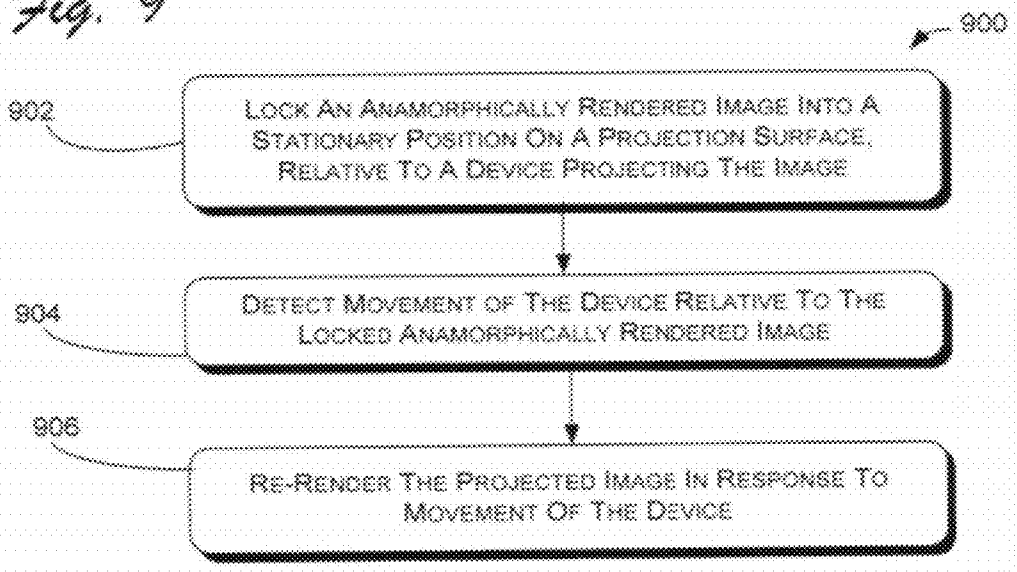 Fig. 9
900
902
LOCK AN ANAMORPHICALLY RENDERED IMAGE INTO A
STATIONARY POSITION ON A PROJECTION SURFACE,
RELATIVE TO A DEVICE PROJECTING THE IMAGE
904
DETECT MOVEMENT OF THE DEVICE RELATIVE TO THE
LOCKED ANAMORPHICALLY RENDERED IMAGE
906
RE-RENDER THE PROJECTED IMAGE IN RESPONSE TO
MOVEMENT OF THE DEVICE